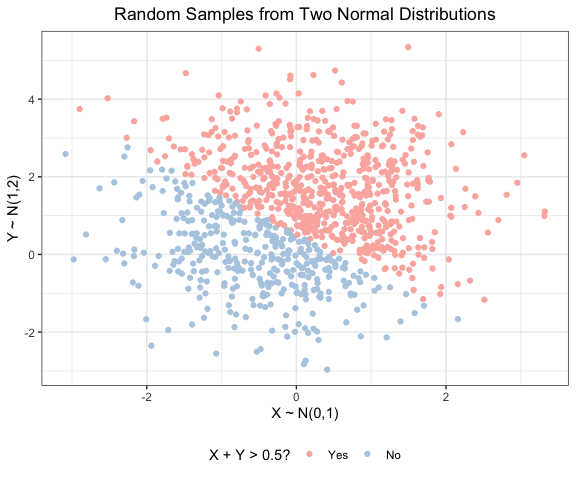 Random Samples from Two Normal Distributions
Y ~ N(1,2)
4
2
0
-2
-2
0
2
X ~ N(0,1)
X + Y > 0.5? Yes No